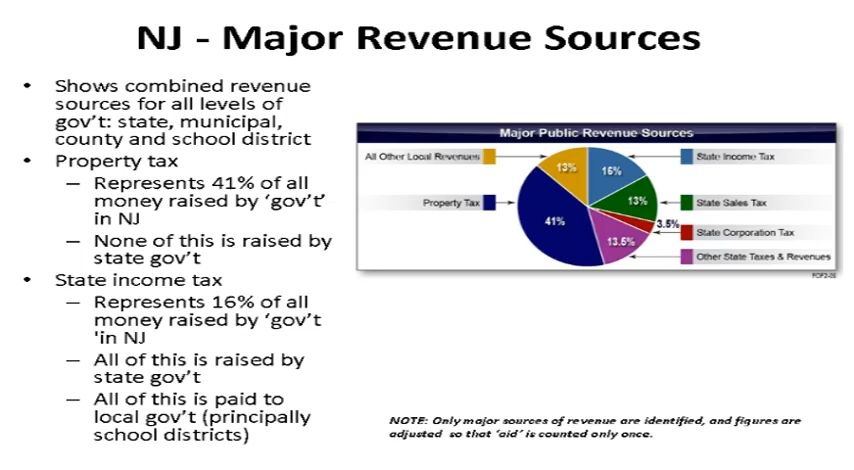 NJ - Major Revenue Sources
• Shows combined revenue
sources for all levels of
gov't: state, municipal,
county and school district
• Property tax
– Represents 41% of all
money raised by 'gov't'
in NJ
– None of this is raised by
state gov't
• State income tax
– Represents 16% of all
money raised by 'gov't
'in NJ
– All of this is raised by
state gov't
– All of this is paid to
local gov't (principally
school districts)
Major Public Revenue Sources
All Other Local Revenues
13%
16%
State Income Tax
Property Tax
41%
13%
State Sales Tax
3.5%
State Corporation Tax
13.5%
Other State Taxes & Revenues
NOTE: Only major sources of revenue are identified, and figures are
adjusted so that 'aid' is counted only once.